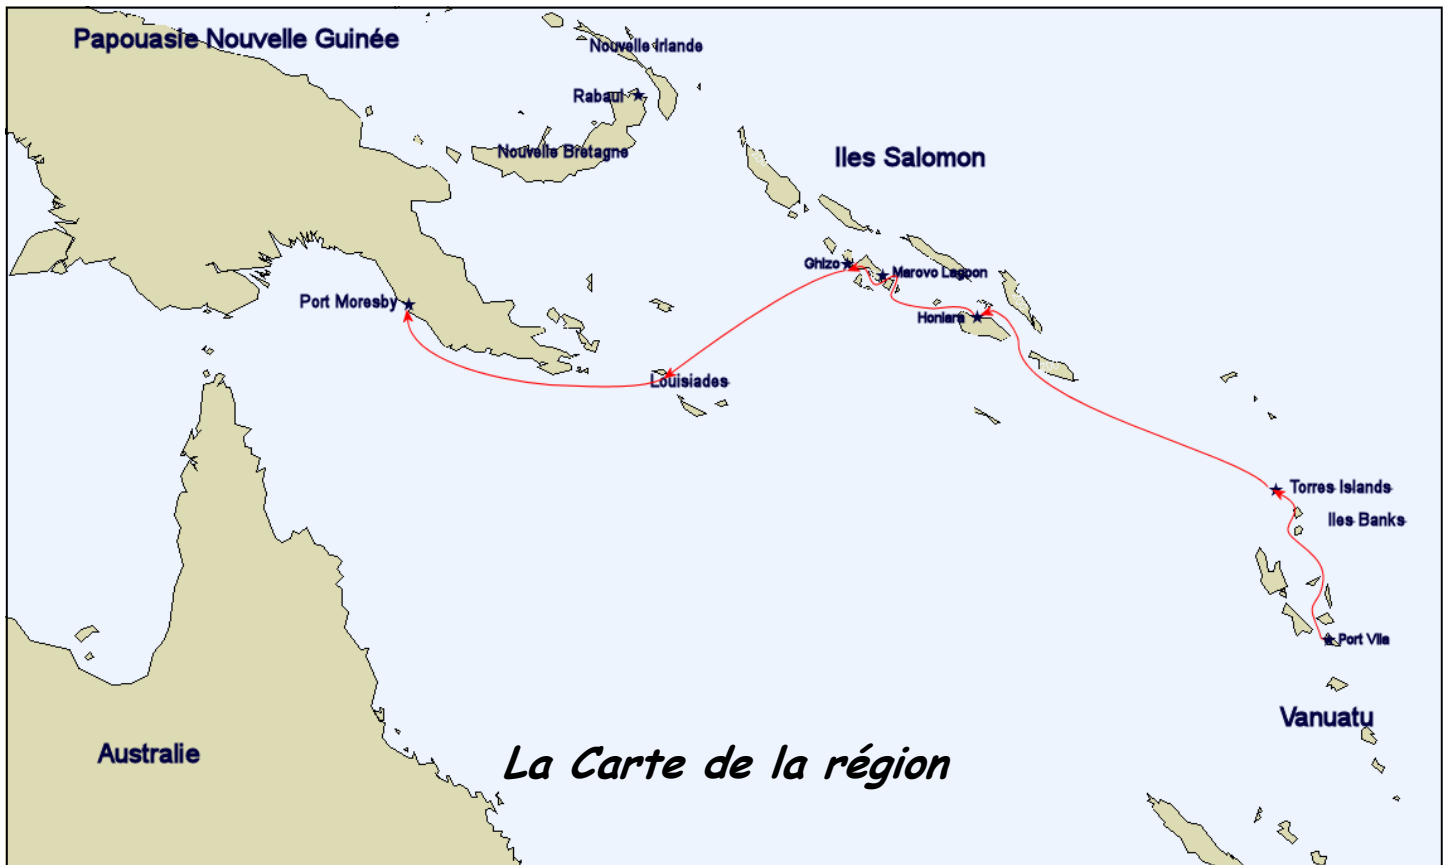 Papouasie Nouvelle Guinée
Nouvelle Irlande
Rabaul
Nouvelle Bretagne
Iles Salomon
Ghizo
Marovo Lagoon
Port Moresby
Honiara
Louisiades
Torres Islands
Iles Banks
Port Vila
Vanuatu
Australie
La Carte de la région